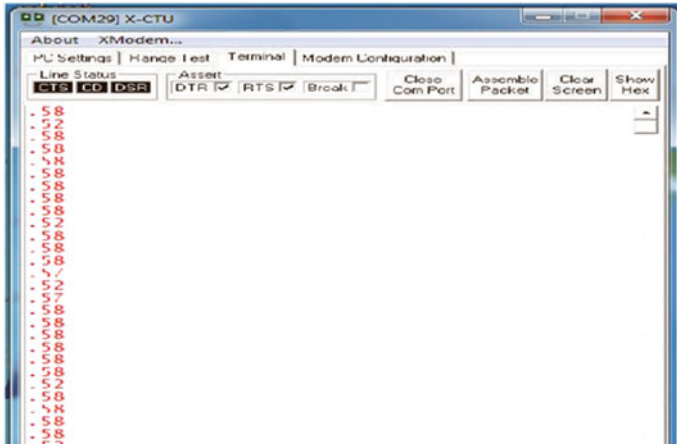 [COM29] X-CTU
About XModem...
PC Settings | Range Test | Terminal | Modem Configuration |
Line Status
CTS CD DSR
Assert
DTR RTS Break
Close Com Port
Assemble Packet
Clear Screen
Show Hex
.58
.52
.58
.58
.58
.58
.58
.58
.58
.52
.58
.58
.58
.57
.52
.57
.58
.58
.58
.58
.58
.58
.52
.58
.58
.58